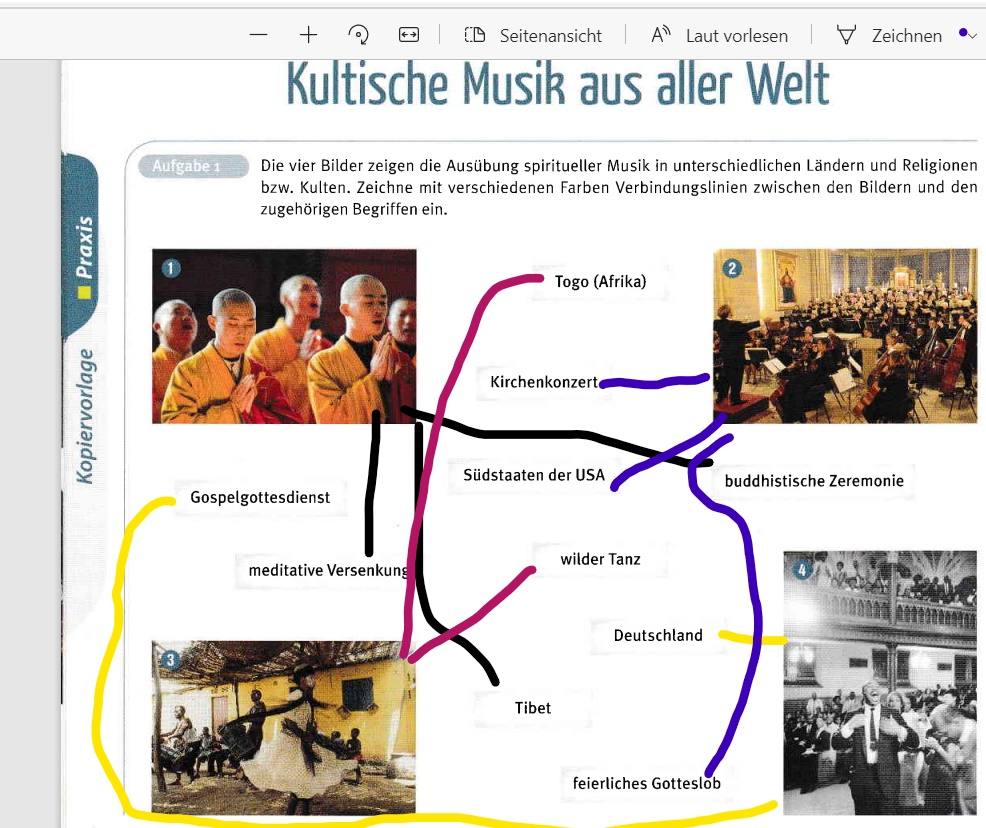 Seitenansicht
Laut vorlesen
Zeichnen
Kultische Musik aus aller Welt
Praxis
Kopiervorlage
Aufgabe 1
Die vier Bilder zeigen die Ausübung spiritueller Musik in unterschiedlichen Ländern und Religionen
bzw. Kulten. Zeichne mit verschiedenen Farben Verbindungslinien zwischen den Bildern und den
zugehörigen Begriffen ein.
1
2
Togo (Afrika)
Kirchenkonzert
Südstaaten der USA
buddhistische Zeremonie
Gospelgottesdienst
meditative Versenkung
wilder Tanz
4
Deutschland
3
Tibet
feierliches Gotteslob